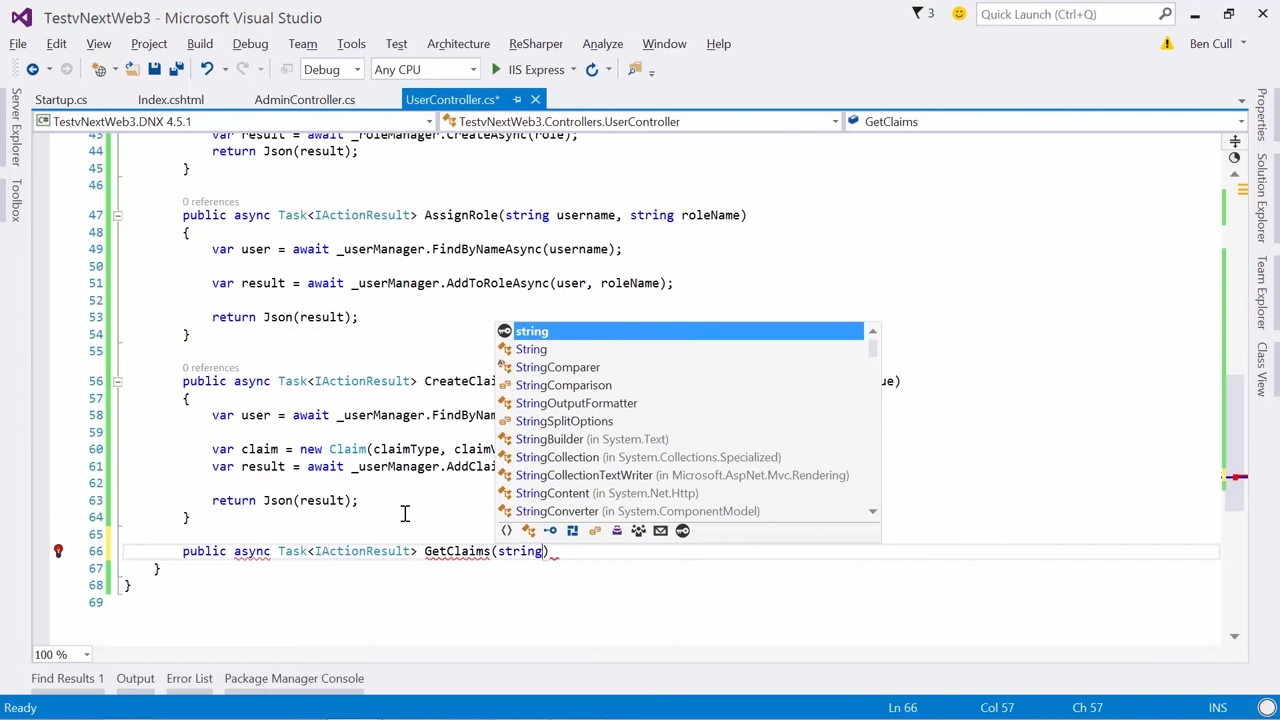 TestvNextWeb3 - Microsoft Visual Studio
3
Quick Launch (Ctrl+Q)
File Edit View Project Build Debug Team Tools Test Architecture ReSharper Analyze Window Help
Ben Cull
Debug Any CPU IIS Express
Startup.cs Index.cshtml AdminController.cs UserController.cs*
TestvNextWeb3.DNX 4.5.1 TestvNextWeb3.Controllers.UserController GetClaims
Server Explorer
Toolbox
Properties
Solution Explorer
Team Explorer
Class View
43 var result = await _roleManager.CreateAsync(role);
44 return Json(result);
45 }
46
0 references
47 public async Task<IActionResult> AssignRole(string username, string roleName)
48 {
49 var user = await _userManager.FindByNameAsync(username);
50
51 var result = await _userManager.AddToRoleAsync(user, roleName);
52
53 return Json(result);
54 }
55
0 references
56 public async Task<IActionResult> CreateClai ue)
57 {
58 var user = await _userManager.FindByNam
59
60 var claim = new Claim(claimType, claimV
61 var result = await _userManager.AddClai
62
63 return Json(result);
64 }
65
66 public async Task<IActionResult> GetClaims(string)
67 }
68 }
69
string
String
StringComparer
StringComparison
StringOutputFormatter
StringSplitOptions
StringBuilder (in System.Text)
StringCollection (in System.Collections.Specialized)
StringCollectionTextWriter (in Microsoft.AspNet.Mvc.Rendering)
StringContent (in System.Net.Http)
StringConverter (in System.ComponentModel)
100 %
Find Results 1 Output Error List Package Manager Console
Ready Ln 66 Col 57 Ch 57 INS